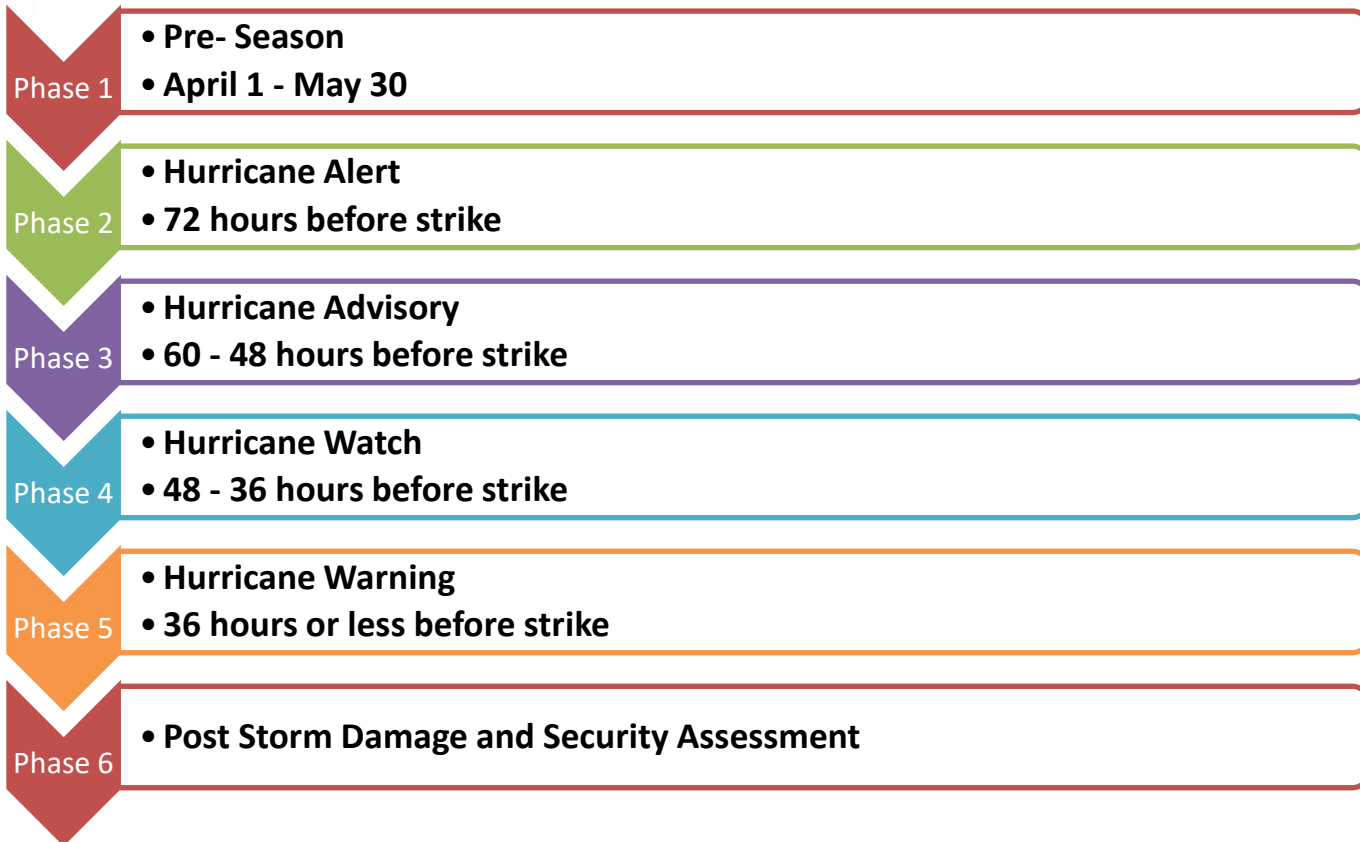 Phase 1
• Pre- Season
• April 1 - May 30
Phase 2
• Hurricane Alert
• 72 hours before strike
Phase 3
• Hurricane Advisory
• 60 - 48 hours before strike
Phase 4
• Hurricane Watch
• 48 - 36 hours before strike
Phase 5
• Hurricane Warning
• 36 hours or less before strike
Phase 6
• Post Storm Damage and Security Assessment